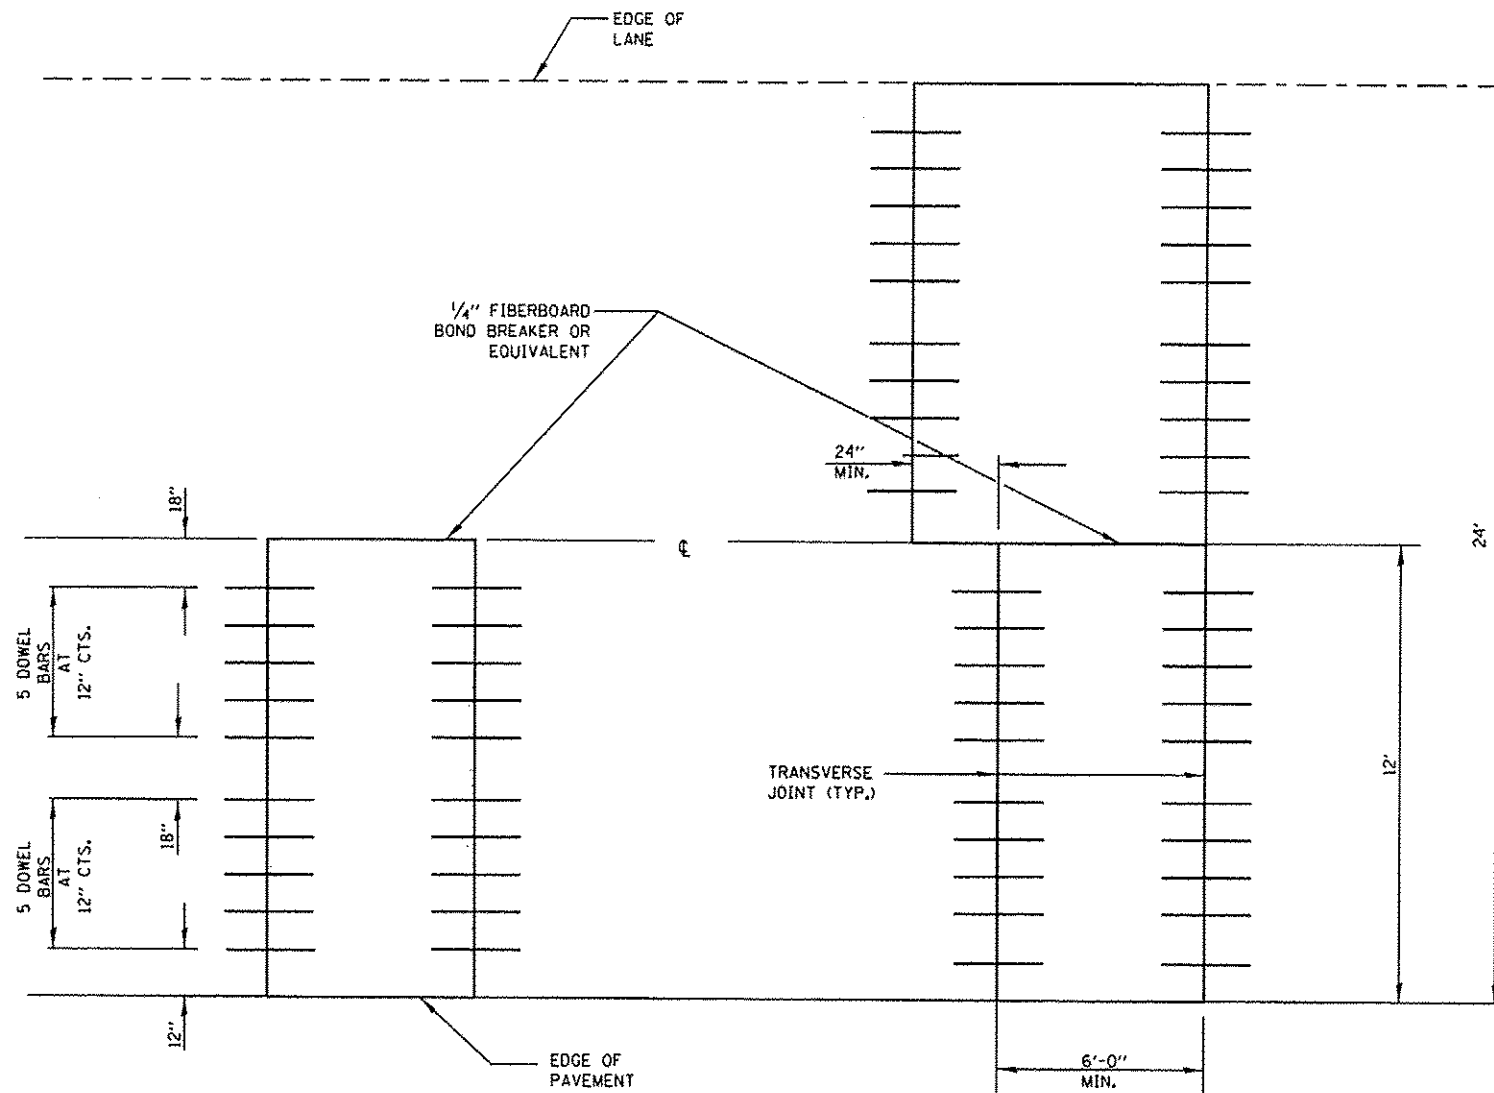 EDGE OF
LANE
1/4" FIBERBOARD
BOND BREAKER OR
EQUIVALENT
24"
MIN.
18"
℄
24'
5 DOWEL
BARS
AT
12" CTS.
12'
TRANSVERSE
JOINT (TYP.)
5 DOWEL
BARS
AT
12" CTS.
18"
12"
EDGE OF
PAVEMENT
6'-0"
MIN.